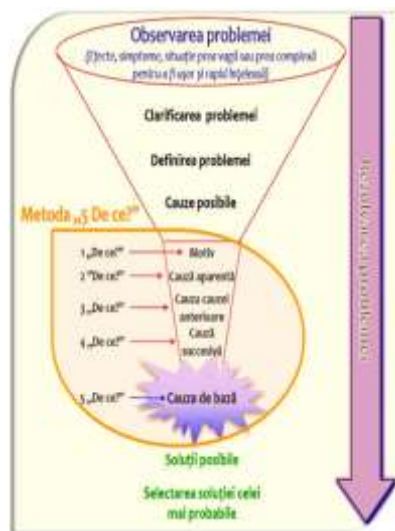 Observarea problemei
(Efecte, simptome, situație prea vagă sau prea complexă
pentru a fi ușor și rapid înțeleasă)
Clarificarea problemei
Definirea problemei
Cauze posibile
Metoda „5 De ce?"
1 „De ce?" Motiv
2 "De ce?" Cauză aparentă
3 „De ce?" Cauza cauzei
anterioare
4 „De ce?" Cauză
succesivă
5 „De ce?" Cauza de bază
Soluții posibile
Selectarea soluției celei
mai probabile
Rezolvarea problemei